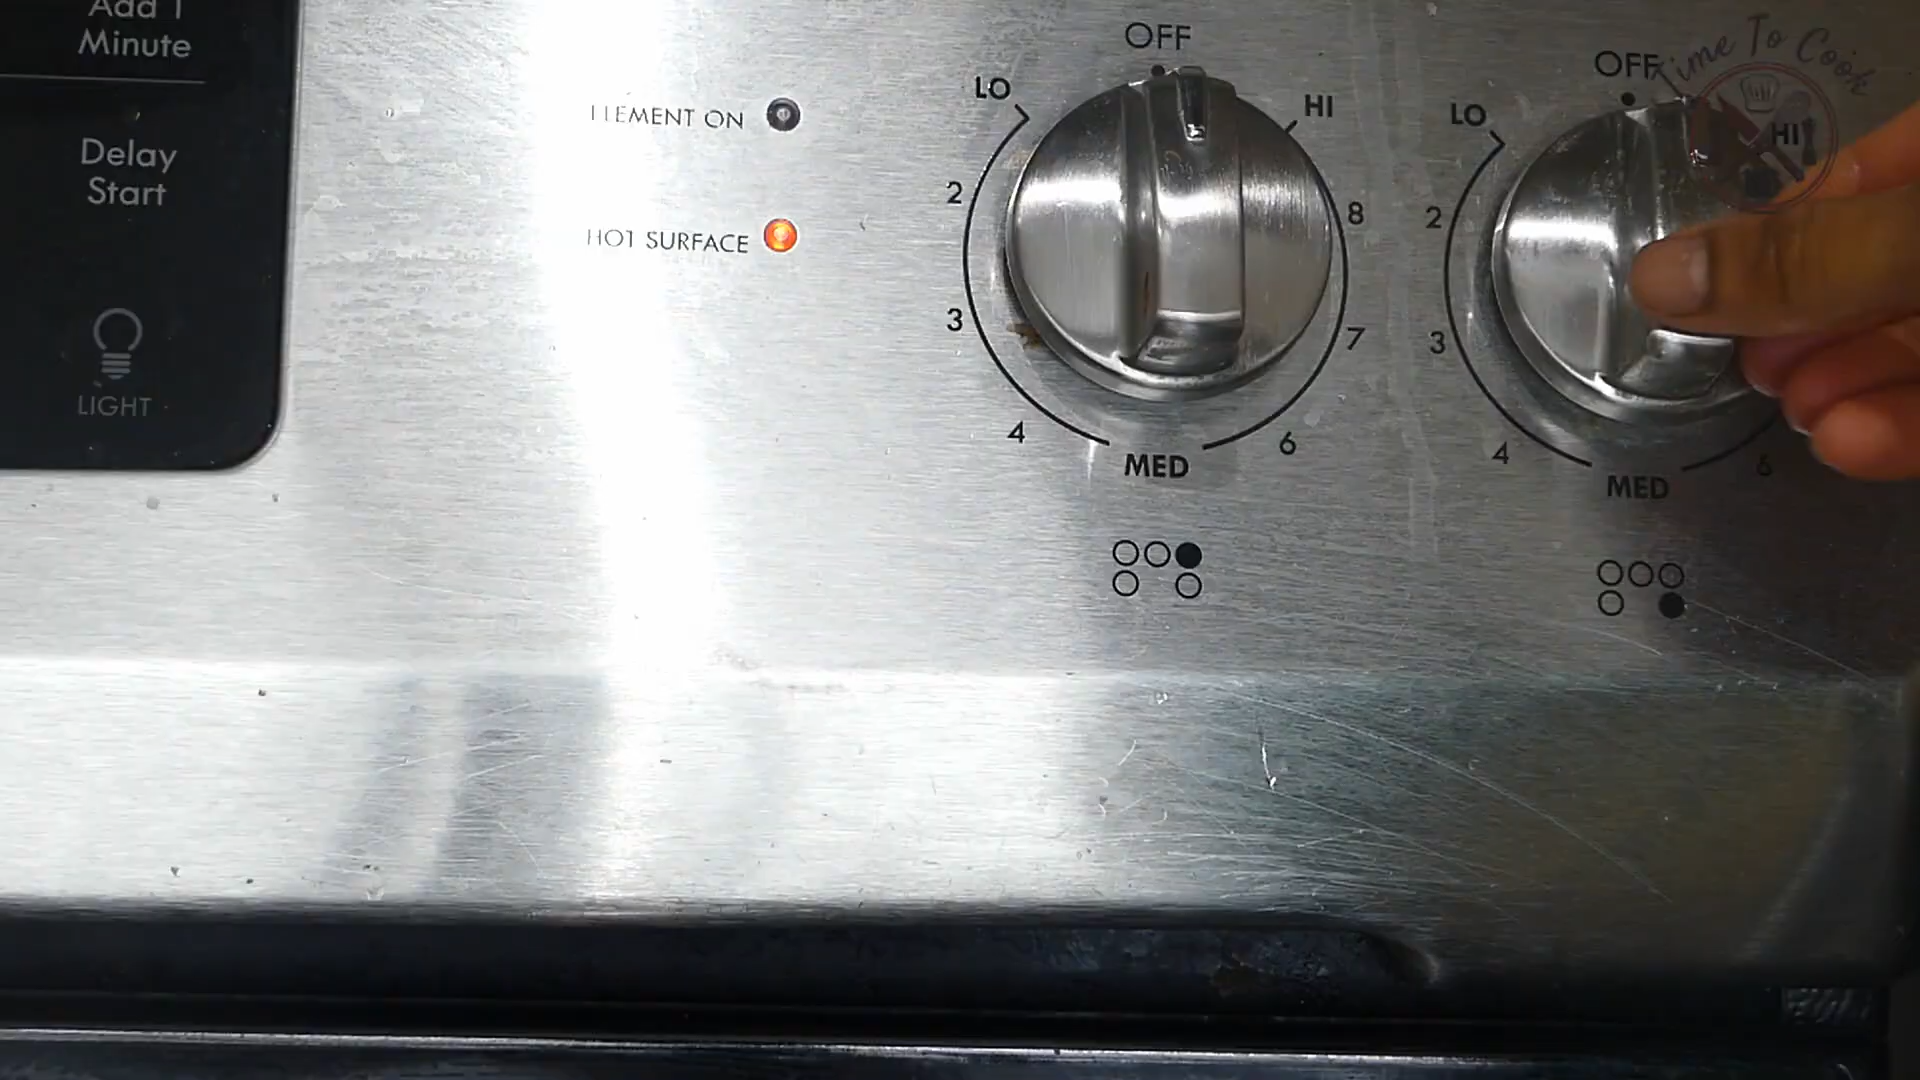 Add 1
Minute
Delay
Start
LIGHT
ELEMENT ON
HOT SURFACE
OFF
LO
HI
2
8
3
7
4
6
MED
OFF
LO
HI
2
3
4
6
MED
Time To Cook